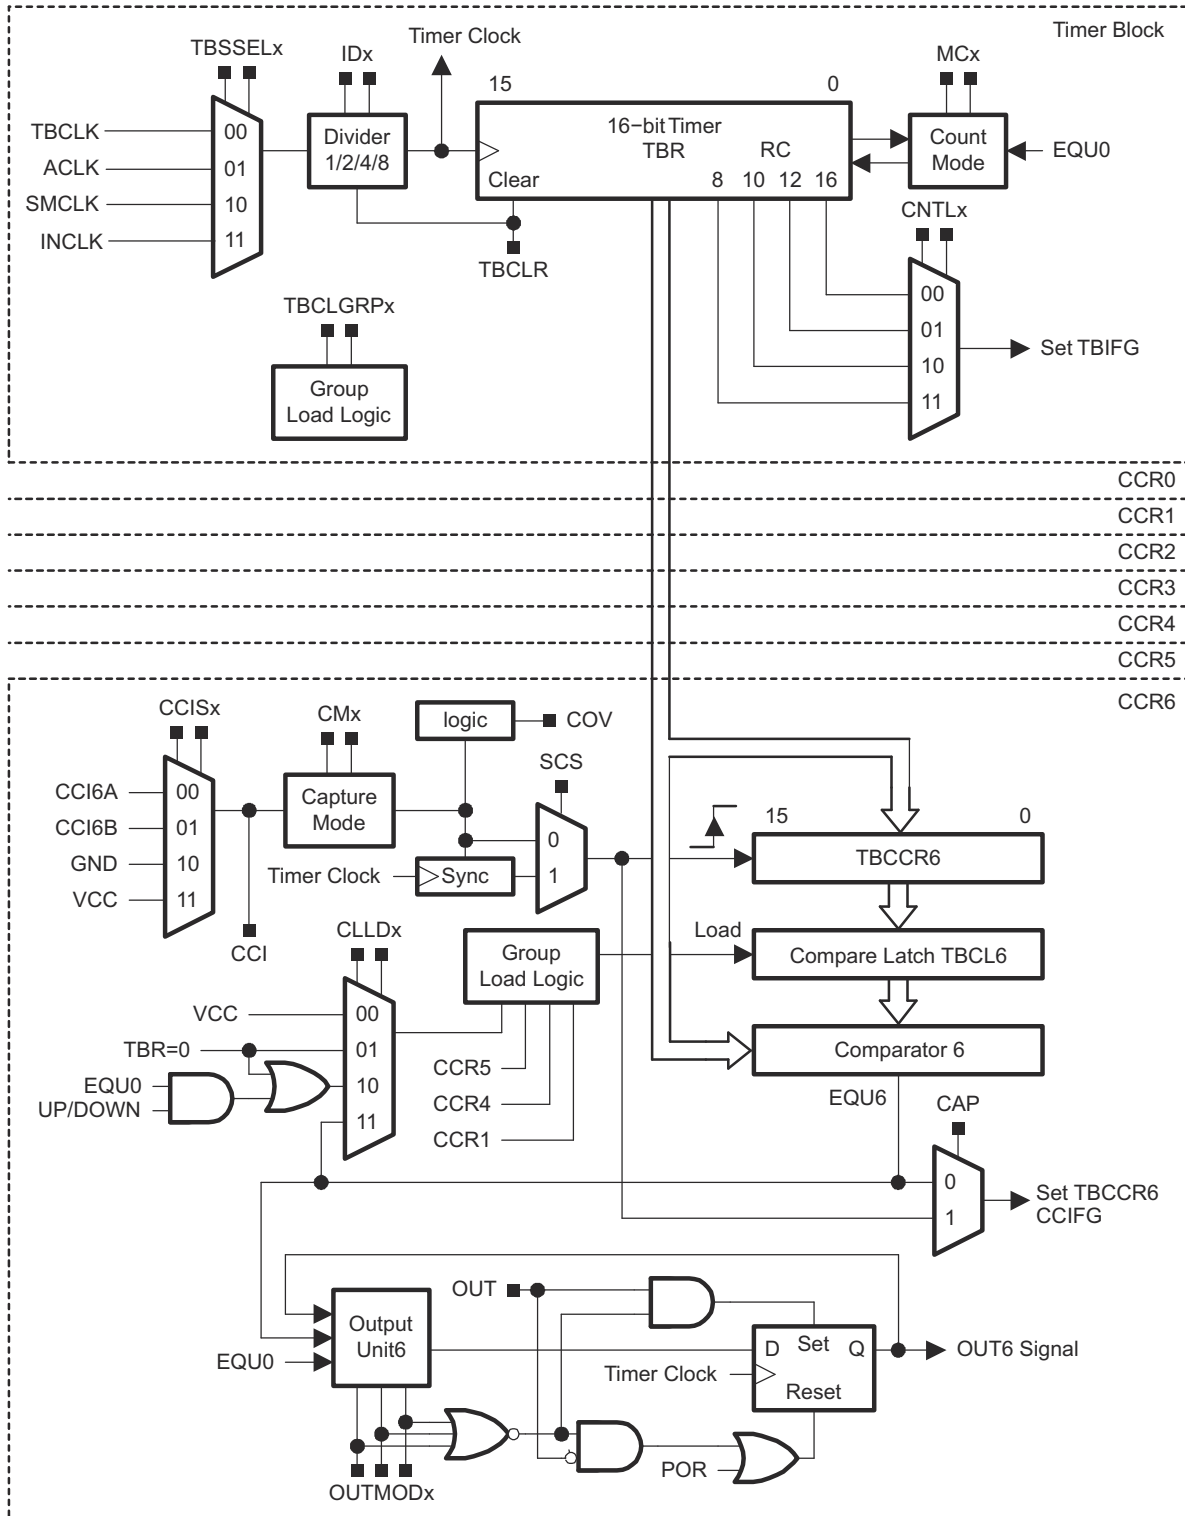 Timer Block
Timer Clock
TBSSELx
IDx
MCx
15
0
TBCLK
ACLK
SMCLK
INCLK
00
01
10
11
Divider
1/2/4/8
16−bit Timer
TBR
RC
Clear
8
10
12
16
Count
Mode
EQU0
TBCLR
CNTLx
00
01
10
11
Set TBIFG
TBCLGRPx
Group
Load Logic
CCR0
CCR1
CCR2
CCR3
CCR4
CCR5
CCR6
CCISx
CMx
logic
COV
SCS
CCI6A
CCI6B
GND
VCC
00
01
10
11
Capture
Mode
CCI
Timer Clock
Sync
0
1
15
0
TBCCR6
Load
Compare Latch TBCL6
Comparator 6
EQU6
CLLDx
Group
Load Logic
VCC
TBR=0
EQU0
UP/DOWN
00
01
10
11
CCR5
CCR4
CCR1
CAP
0
1
Set TBCCR6
CCIFG
OUT
Output
Unit6
EQU0
D
Set
Q
Timer Clock
Reset
OUT6 Signal
POR
OUTMODx